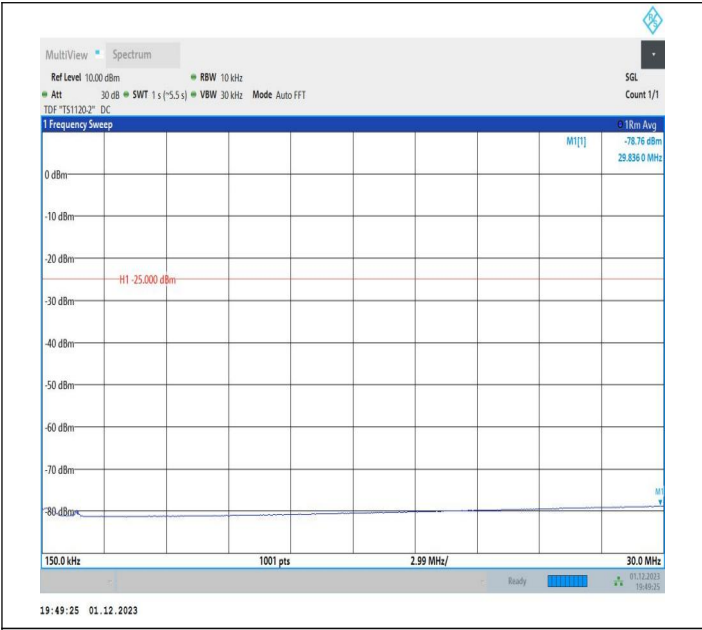 MultiView Spectrum
Ref Level 10.00 dBm RBW 10 kHz SGL
Att 30 dB SWT 1 s (~5.5 s) VBW 30 kHz Mode Auto FFT Count 1/1
TDF "TS1120-2" DC
1 Frequency Sweep 1Rm Avg
M1[1] -78.76 dBm
29.836 0 MHz
0 dBm
-10 dBm
-20 dBm
H1 -25.000 dBm
-30 dBm
-40 dBm
-50 dBm
-60 dBm
-70 dBm
M1
-80 dBm
150.0 kHz 1001 pts 2.99 MHz/ 30.0 MHz
Ready 01.12.2023
19:49:25
19:49:25 01.12.2023